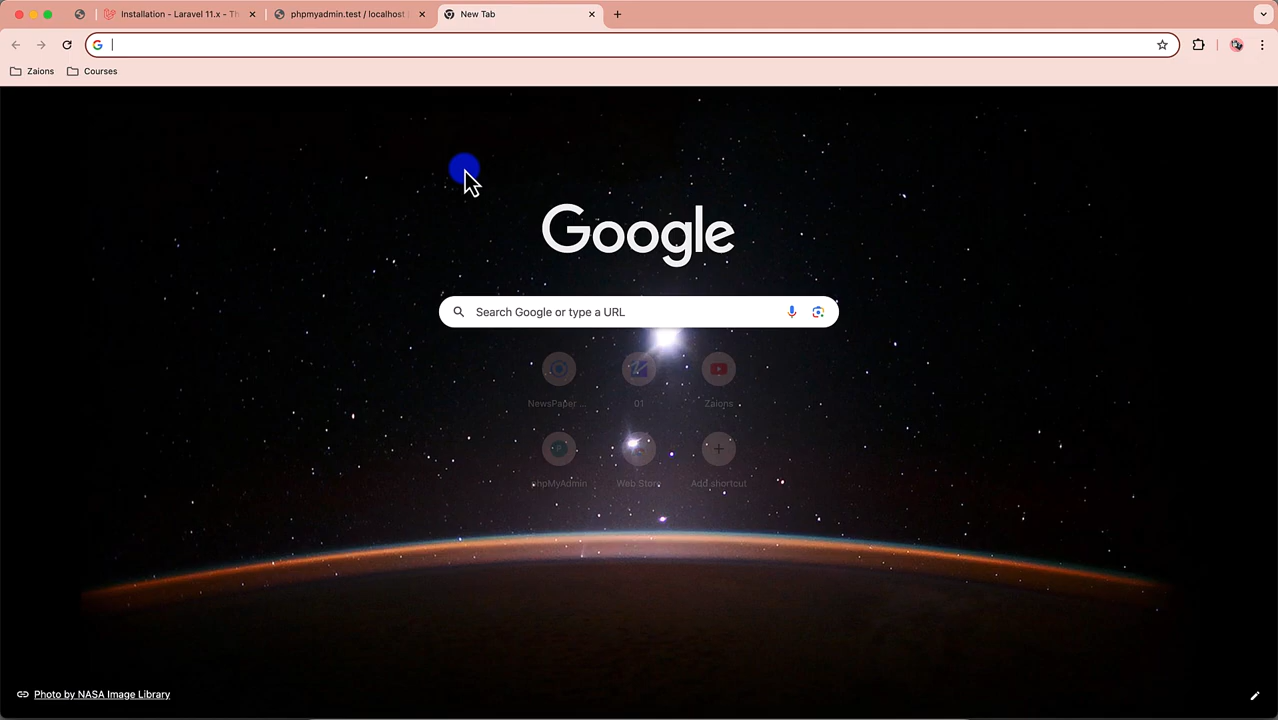 Installation - Laravel 11.x - Th
phpmyadmin.test / localhost
New Tab
Zaions
Courses
Google
Search Google or type a URL
NewsPaper ...
01
Zaions
phpMyAdmin
Web Store
Add shortcut
Photo by NASA Image Library